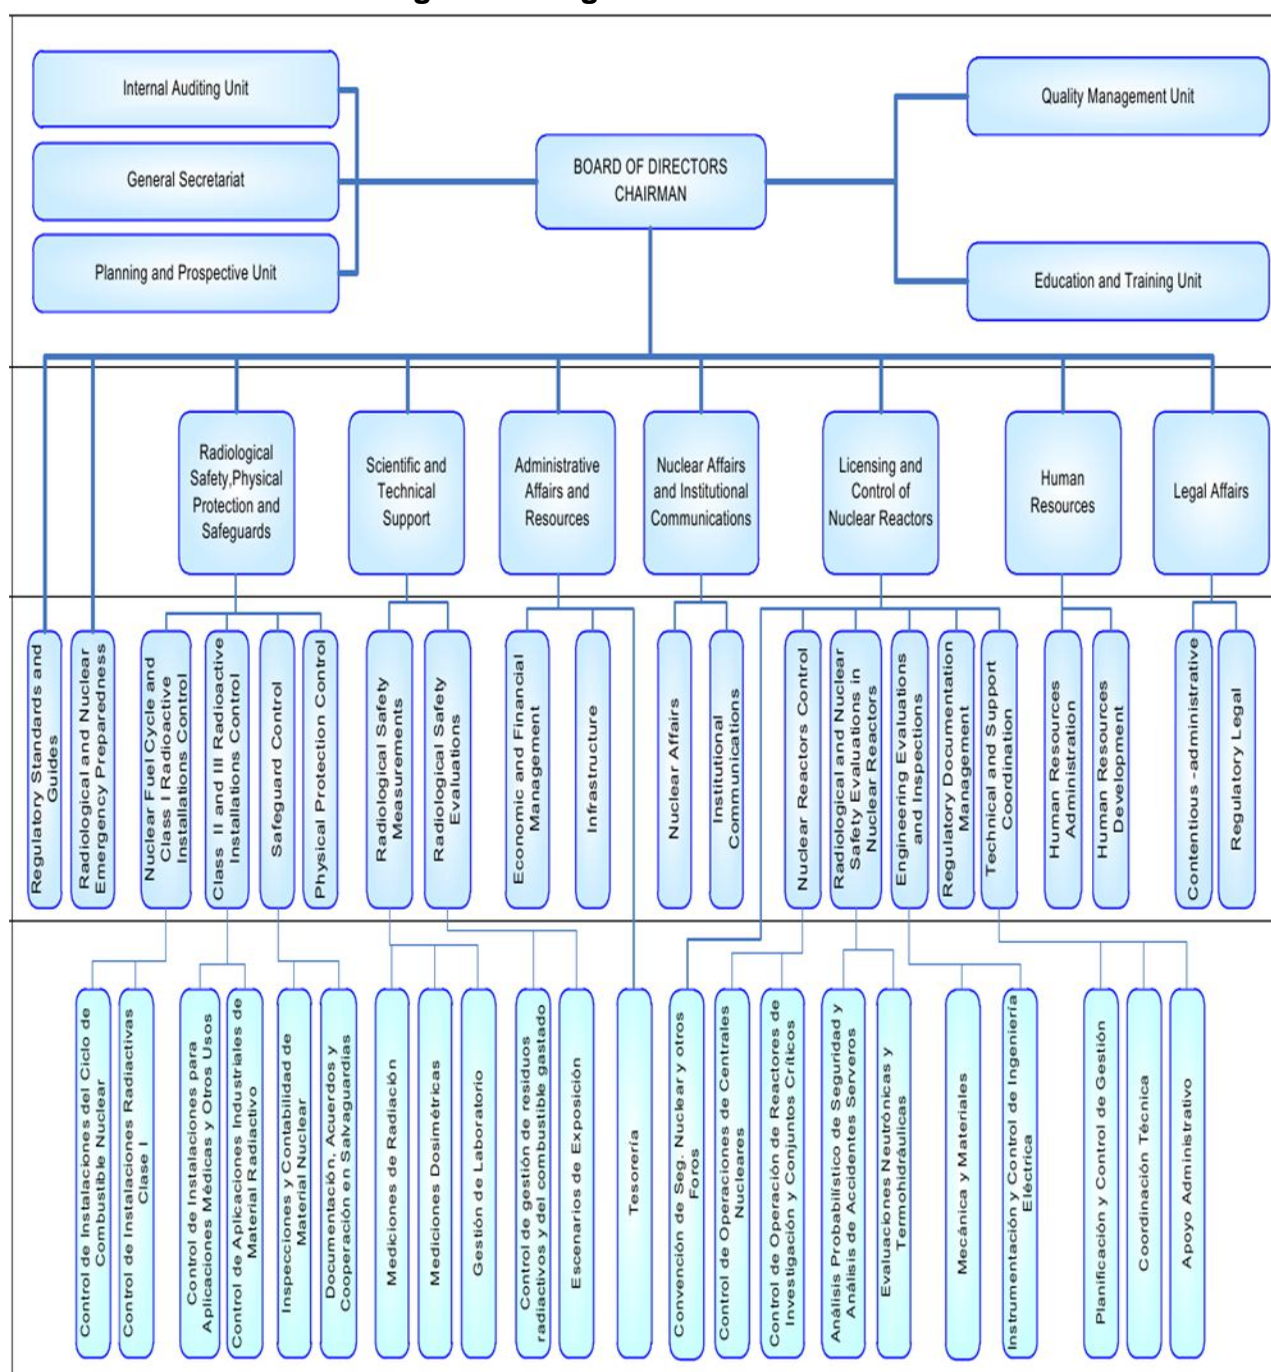 Internal Auditing Unit
General Secretariat
Planning and Prospective Unit
BOARD OF DIRECTORS
CHAIRMAN
Quality Management Unit
Education and Training Unit
Radiological
Safety,Physical
Protection and
Safeguards
Scientific and
Technical
Support
Administrative
Affairs and
Resources
Nuclear Affairs
and Institutional
Communications
Licensing and
Control of
Nuclear Reactors
Human
Resources
Legal Affairs
Regulatory Standards and
Guides
Radiological and Nuclear
Emergency Preparedness
Nuclear Fuel Cycle and
Class I Radioactive
Installations Control
Class II and III Radioactive
Installations Control
Safeguard Control
Physical Protection Control
Radiological Safety
Measurements
Radiological Safety
Evaluations
Economic and Financial
Management
Infrastructure
Nuclear Affairs
Institutional
Communications
Nuclear Reactors Control
Radiological and Nuclear
Safety Evaluations in
Nuclear Reactors
Engineering Evaluations
and Inspections
Regulatory Documentation
Management
Technical and Support
Coordination
Human Resources
Administration
Human Resources
Development
Contentious -administrative
Regulatory Legal
Control de Instalaciones del Ciclo de
Combustible Nuclear
Control de Instalaciones Radiactivas
Clase I
Control de Instalaciones para
Aplicaciones Médicas y Otros Usos
Control de Aplicaciones Industriales de
Material Radiactivo
Inspecciones y Contabilidad de
Material Nuclear
Documentación, Acuerdos y
Cooperación en Salvaguardias
Mediciones de Radiación
Mediciones Dosimétricas
Gestión de Laboratorio
Control de gestión de residuos
radiactivos y del combustible gastado
Escenarios de Exposición
Tesorería
Convención de Seg. Nuclear y otros
Foros
Control de Operaciones de Centrales
Nucleares
Control de Operación de Reactores de
Investigación y Conjuntos Críticos
Análisis Probabilístico de Seguridad y
Análisis de Accidentes Serveros
Evaluaciones Neutrónicas y
Termohidráulicas
Mecánica y Materiales
Instrumentación y Control de Ingeniería
Eléctrica
Planificación y Control de Gestión
Coordinación Técnica
Apoyo Administrativo